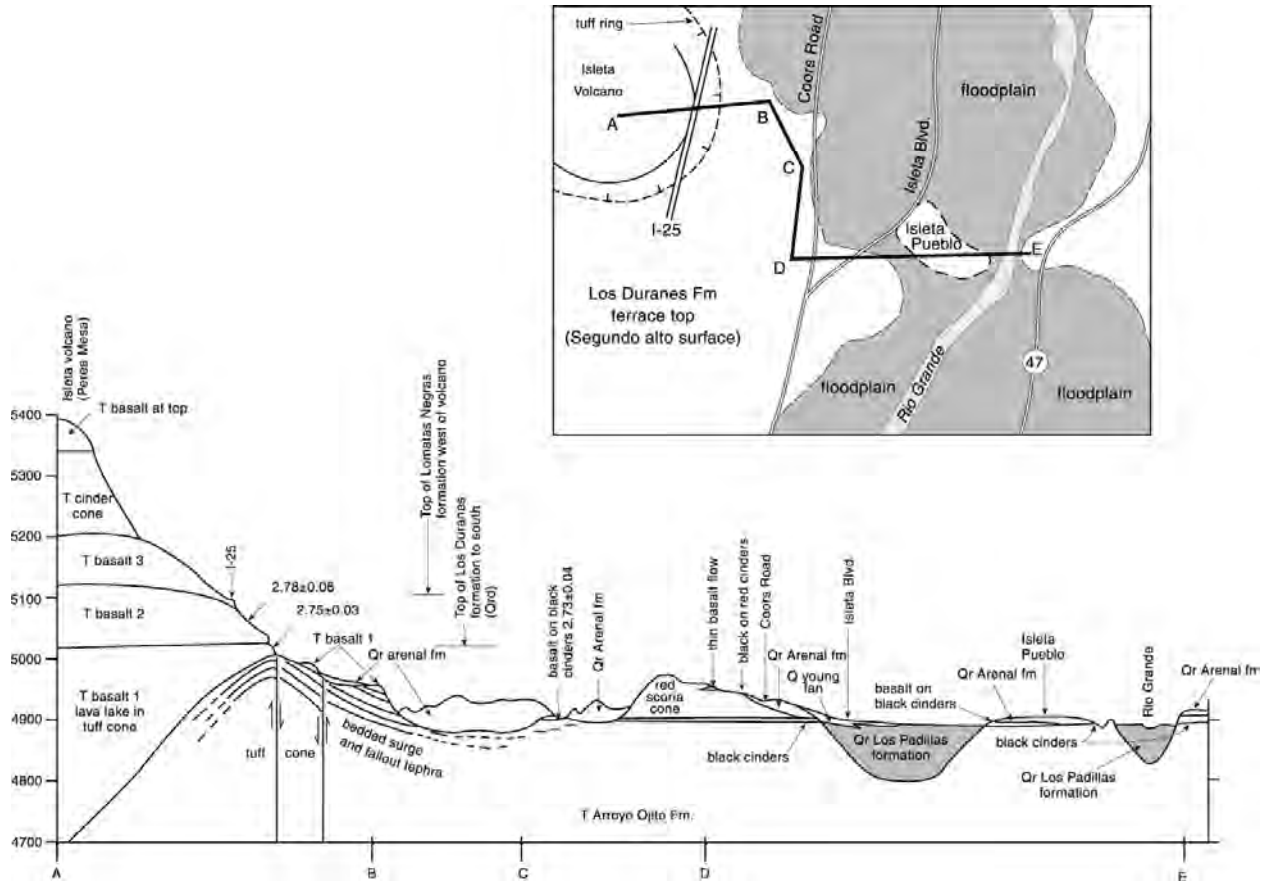 tuff ring
Isleta
Volcano
A
B
C
D
E
I-25
Coors Road
Isleta Blvd.
floodplain
Isleta
Pueblo
Los Duranes Fm
terrace top
(Segundo alto surface)
Rio Grande
47
floodplain
floodplain
Isleta volcano
(Peres Mesa)
T basalt at top
5400
5300
5200
5100
5000
4900
4800
4700
T cinder
cone
T basalt 3
T basalt 2
T basalt 1
lava lake in
tuff cone
I-25
2.78±0.06
2.75±0.03
T basalt 1
Qr arenal fm
Top of Lomatas Negras
formation west of volcano
Top of Los Duranes
formation to south
(Qrd)
tuff
cone
bedded surge
and fallout tephra
basalt on black
cinders 2.73±0.04
Qr Arenal fm
red
scoria
cone
thin basalt flow
black on red cinders
Coors Road
Qr Arenal fm
Q young
fan
Isleta Blvd
black cinders
Qr Los Padillas
formation
basalt on
black cinders
Qr Arenal fm
Isleta
Pueblo
black cinders
Rio Grande
Qr Los Padillas
formation
Qr Arenal fm
T Arroyo Ojito Fm.
A
B
C
D
E